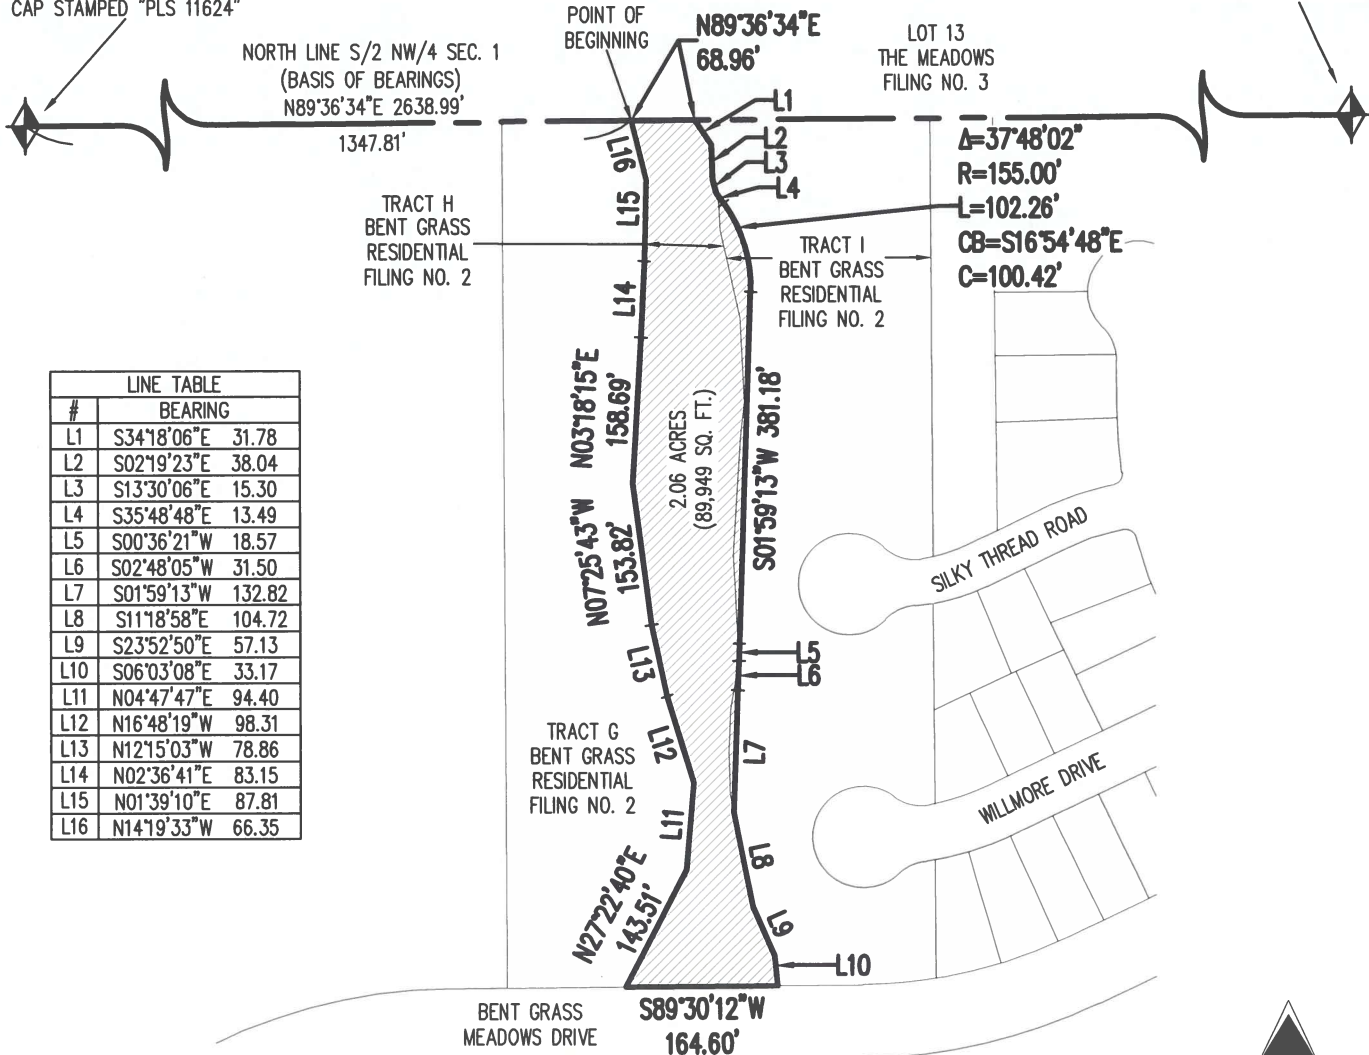 CAP STAMPED "PLS 11624"
NORTH LINE S/2 NW/4 SEC. 1
(BASIS OF BEARINGS)
N89°36'34"E 2638.99'
1347.81'
POINT OF
BEGINNING
N89°36'34"E
68.96'
LOT 13
THE MEADOWS
FILING NO. 3
L1
L2
L3
L4
Δ=37°48'02"
R=155.00'
L=102.26'
CB=S16°54'48"E
C=100.42'
L16
L15
L14
TRACT H
BENT GRASS
RESIDENTIAL
FILING NO. 2
TRACT I
BENT GRASS
RESIDENTIAL
FILING NO. 2
N03°18'15"E
158.69'
2.06 ACRES
(89,949 SQ. FT.)
S01°59'13"W 381.18'
N07°25'43"W
153.82'
LINE TABLE
# BEARING
L1 S34°18'06"E 31.78
L2 S02°19'23"E 38.04
L3 S13°30'06"E 15.30
L4 S35°48'48"E 13.49
L5 S00°36'21"W 18.57
L6 S02°48'05"W 31.50
L7 S01°59'13"W 132.82
L8 S11°18'58"E 104.72
L9 S23°52'50"E 57.13
L10 S06°03'08"E 33.17
L11 N04°47'47"E 94.40
L12 N16°48'19"W 98.31
L13 N12°15'03"W 78.86
L14 N02°36'41"E 83.15
L15 N01°39'10"E 87.81
L16 N14°19'33"W 66.35
SILKY THREAD ROAD
L5
L6
L13
L12
L7
TRACT G
BENT GRASS
RESIDENTIAL
FILING NO. 2
WILLMORE DRIVE
L11
L8
N27°22'40"E
143.51'
L9
L10
BENT GRASS
MEADOWS DRIVE
S89°30'12"W
164.60'